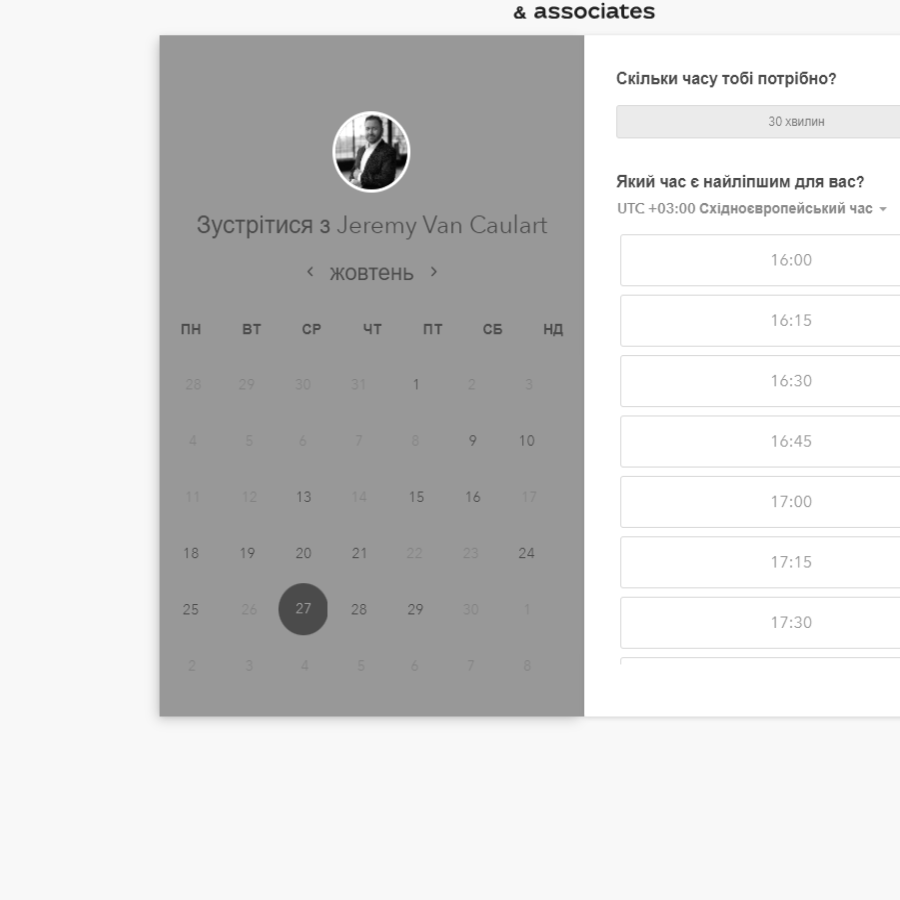 & associates
Зустрітися з Jeremy Van Caulart
< жовтень >
ПН ВТ СР ЧТ ПТ СБ НД
28 29 30 31 1 2 3
4 5 6 7 8 9 10
11 12 13 14 15 16 17
18 19 20 21 22 23 24
25 26 27 28 29 30 1
2 3 4 5 6 7 8
Скільки часу тобі потрібно?
30 хвилин
Який час є найліпшим для вас?
UTC +03:00 Східноєвропейський час
16:00
16:15
16:30
16:45
17:00
17:15
17:30